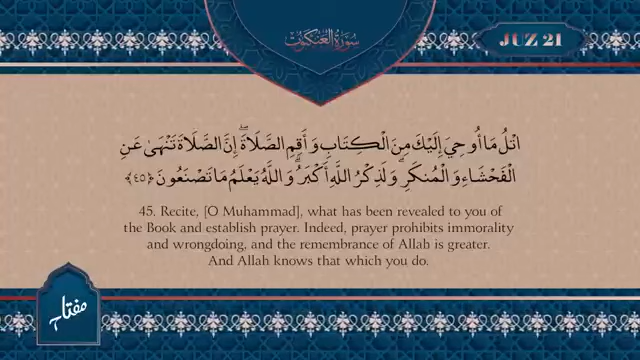 سورة العنكبوت
JUZ 21
اتْلُ مَا أُوحِيَ إِلَيْكَ مِنَ الْكِتَابِ وَأَقِمِ الصَّلَاةَ ۖ إِنَّ الصَّلَاةَ تَنْهَىٰ عَنِ
الْفَحْشَاءِ وَالْمُنكَرِ ۗ وَلَذِكْرُ اللَّهِ أَكْبَرُ ۗ وَاللَّهُ يَعْلَمُ مَا تَصْنَعُونَ ﴿٤٥﴾
45. Recite, [O Muhammad], what has been revealed to you of
the Book and establish prayer. Indeed, prayer prohibits immorality
and wrongdoing, and the remembrance of Allah is greater.
And Allah knows that which you do.
مفتاح